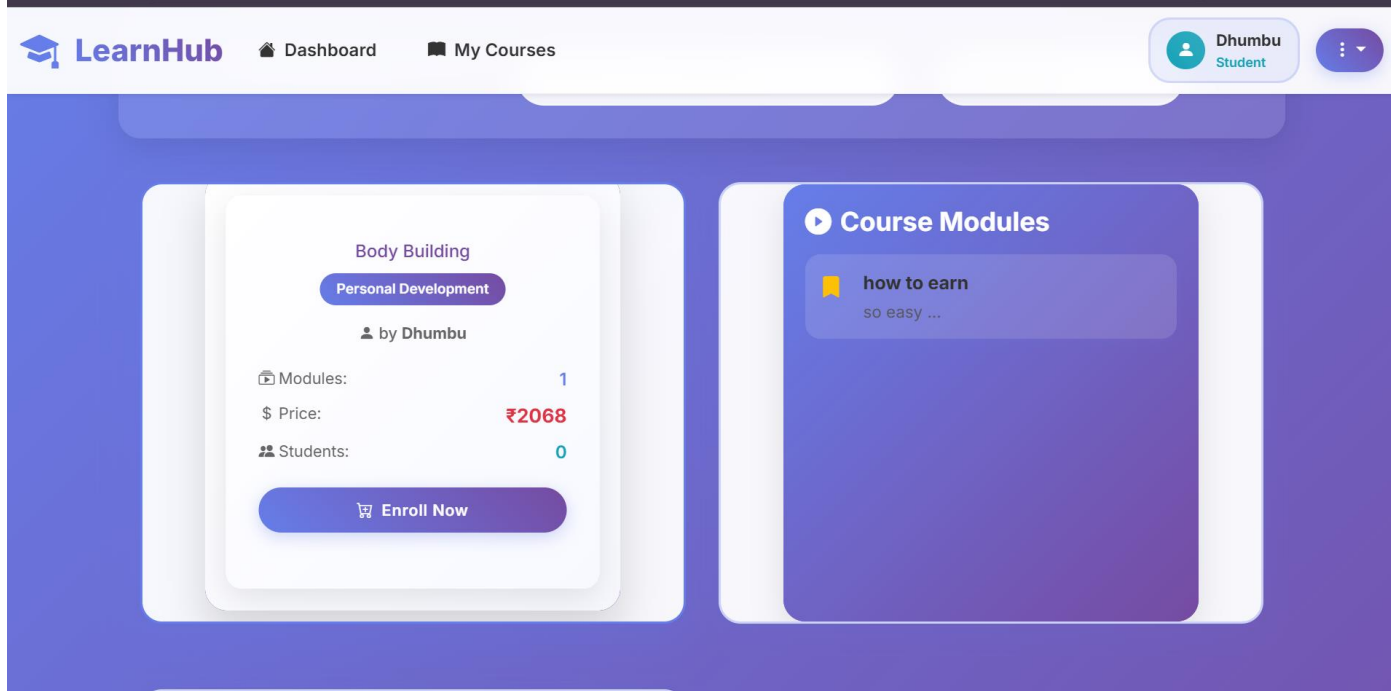 LearnHub
Dashboard
My Courses
Dhumbu
Student
Body Building
Personal Development
by Dhumbu
Modules: 1
$ Price: ₹2068
Students: 0
Enroll Now
Course Modules
how to earn
so easy ...